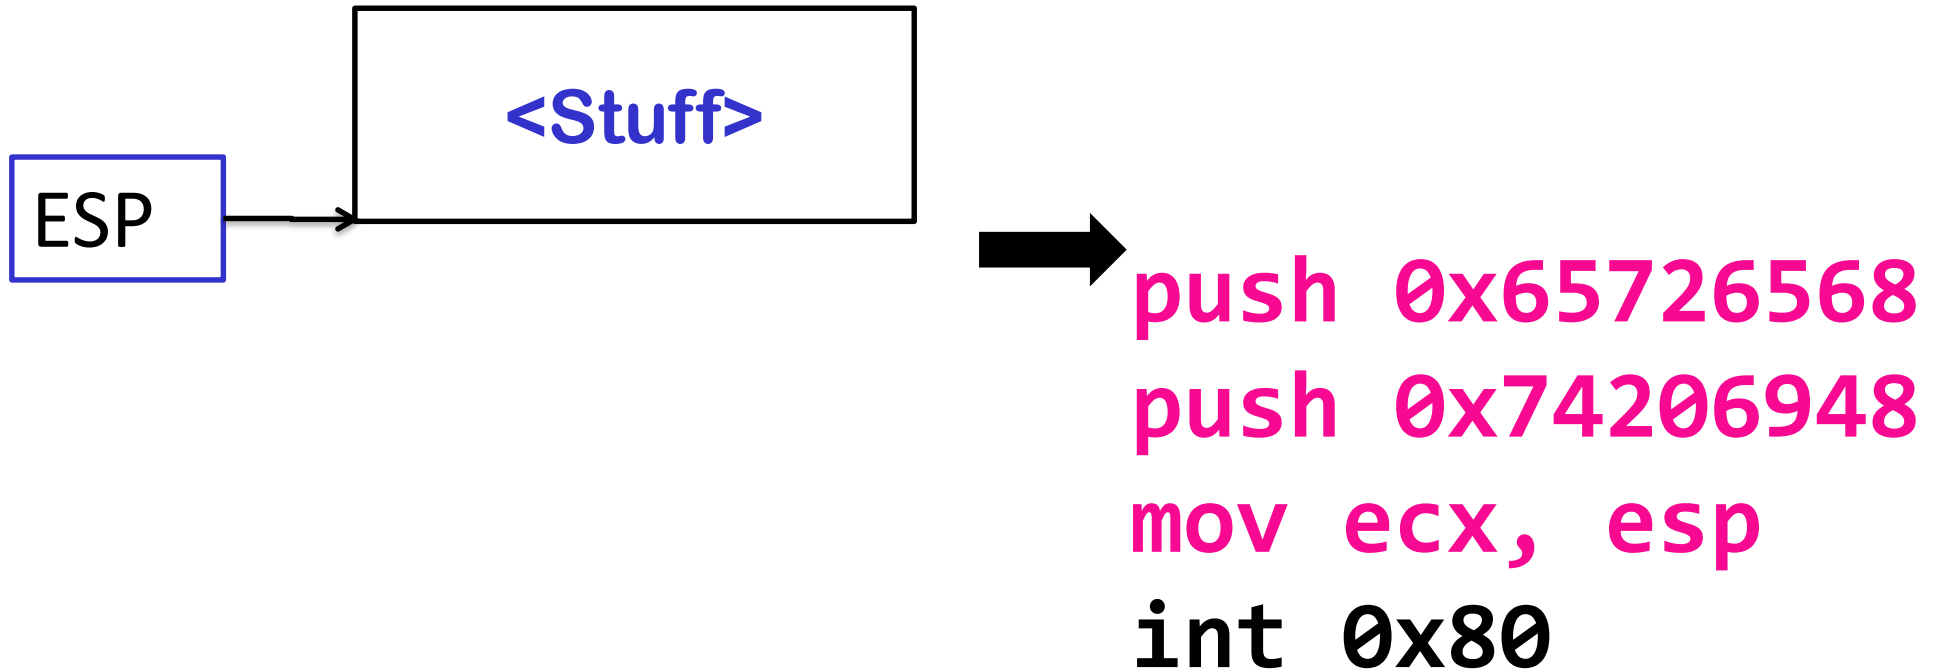 <Stuff>
ESP
push 0x65726568
push 0x74206948
mov ecx, esp
int 0x80